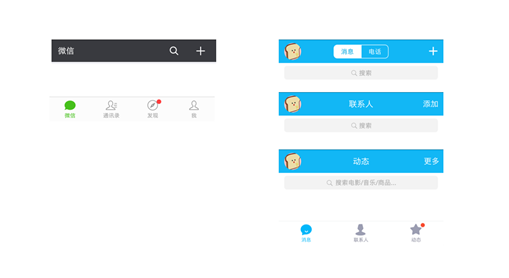 微信
微信 通讯录 发现 我
消息 电话
搜索
联系人 添加
搜索
动态 更多
搜索电影/音乐/商品...
消息 联系人 动态